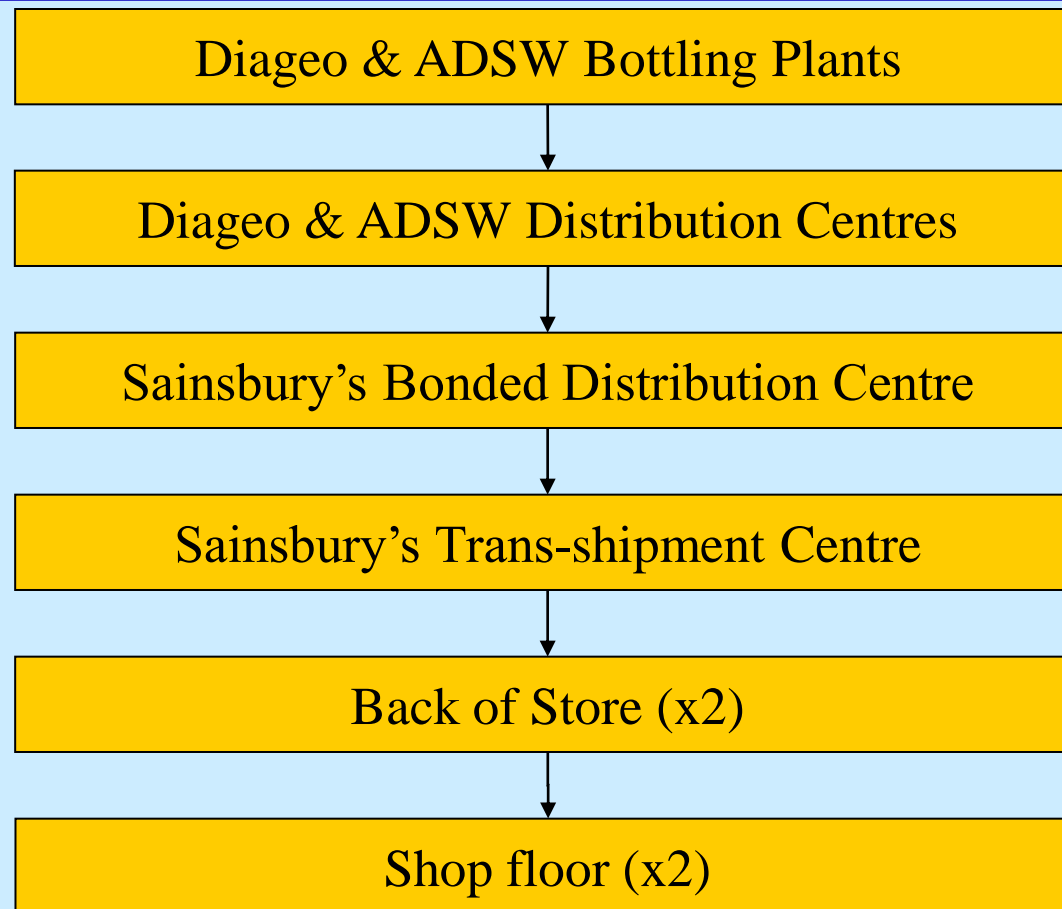 Diageo & ADSW Bottling Plants
Diageo & ADSW Distribution Centres
Sainsbury’s Bonded Distribution Centre
Sainsbury’s Trans-shipment Centre
Back of Store (x2)
Shop floor (x2)